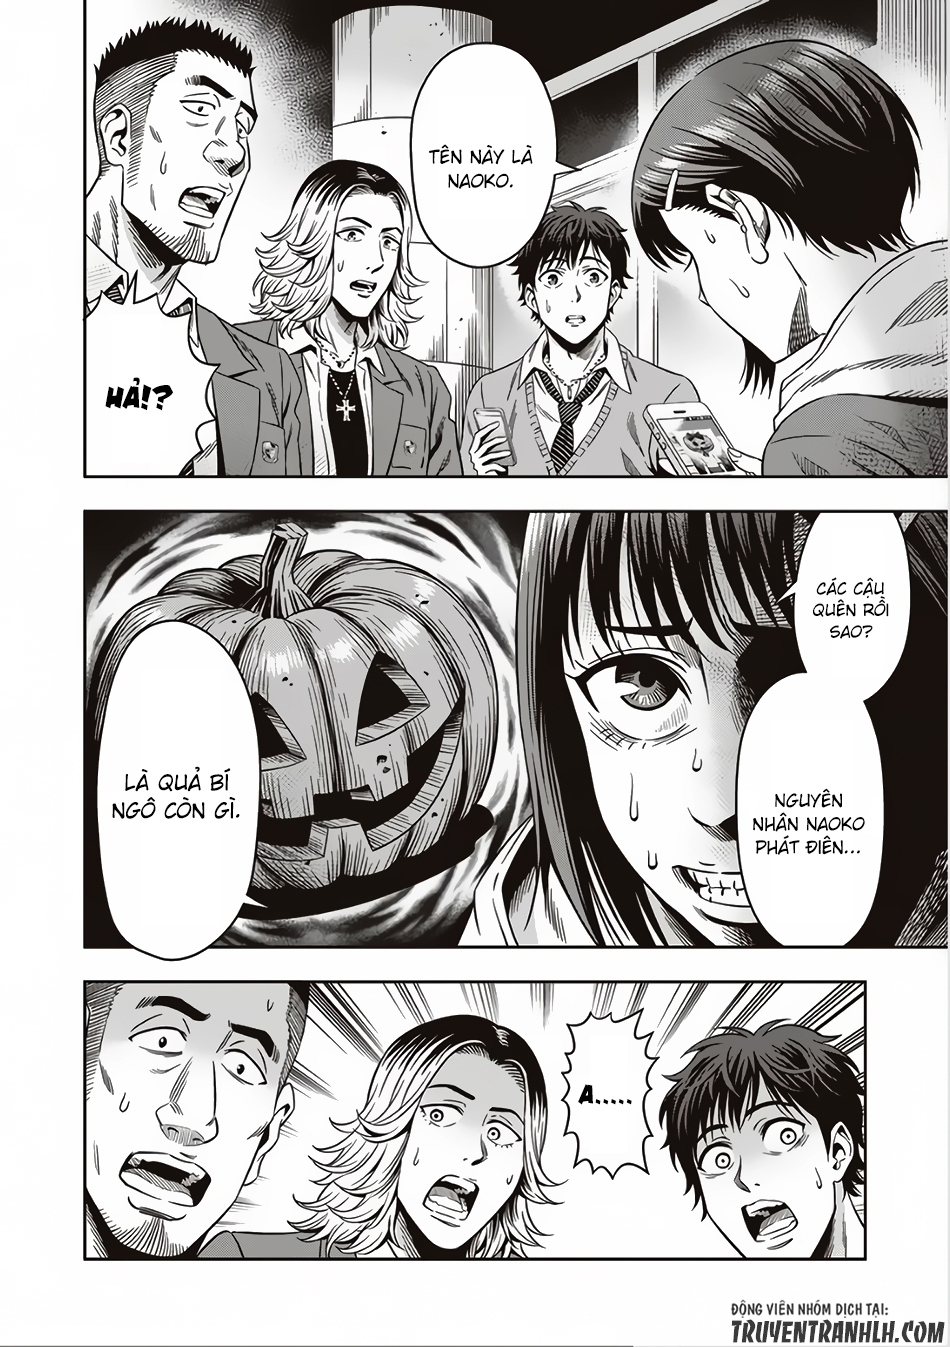 TÊN NÀY LÀ
NAOKO.
HẢ!?
CÁC CẬU
QUÊN RỒI
SAO?
NGUYÊN
NHÂN NAOKO
PHÁT ĐIÊN...
LÀ QUẢ BÍ
NGÔ CÒN GÌ.
A......
ĐỘNG VIÊN NHÓM DỊCH TẠI:
TRUYENTRANHLH.COM